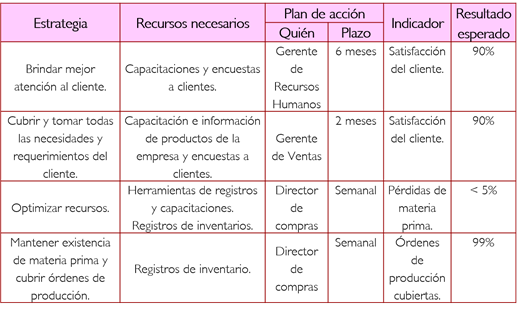 Estrategia
Recursos necesarios
Plan de acción
Quién
Plazo
Indicador
Resultado
esperado
Brindar mejor
atención al cliente.
Capacitaciones y encuestas
a clientes.
Gerente
de
Recursos
Humanos
6 meses
Satisfacción
del cliente.
90%
Cubrir y tomar todas
las necesidades y
requerimientos del
cliente.
Capacitación e información
de productos de la
empresa y encuestas a
clientes.
Gerente
de Ventas
2 meses
Satisfacción
del cliente.
90%
Optimizar recursos.
Herramientas de registros
y capacitaciones.
Registros de inventarios.
Director
de
compras
Semanal
Pérdidas de
materia
prima.
< 5%
Mantener existencia
de materia prima y
cubrir órdenes de
producción.
Registros de inventario.
Director
de
compras
Semanal
Órdenes
de
producción
cubiertas.
99%